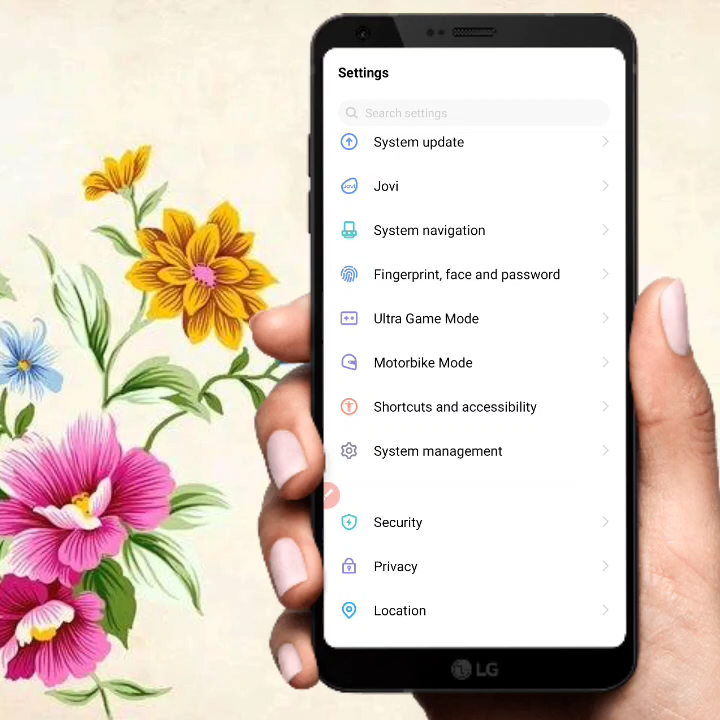 Settings
Search settings
System update
Jovi
System navigation
Fingerprint, face and password
Ultra Game Mode
Motorbike Mode
Shortcuts and accessibility
System management
Security
Privacy
Location
LG